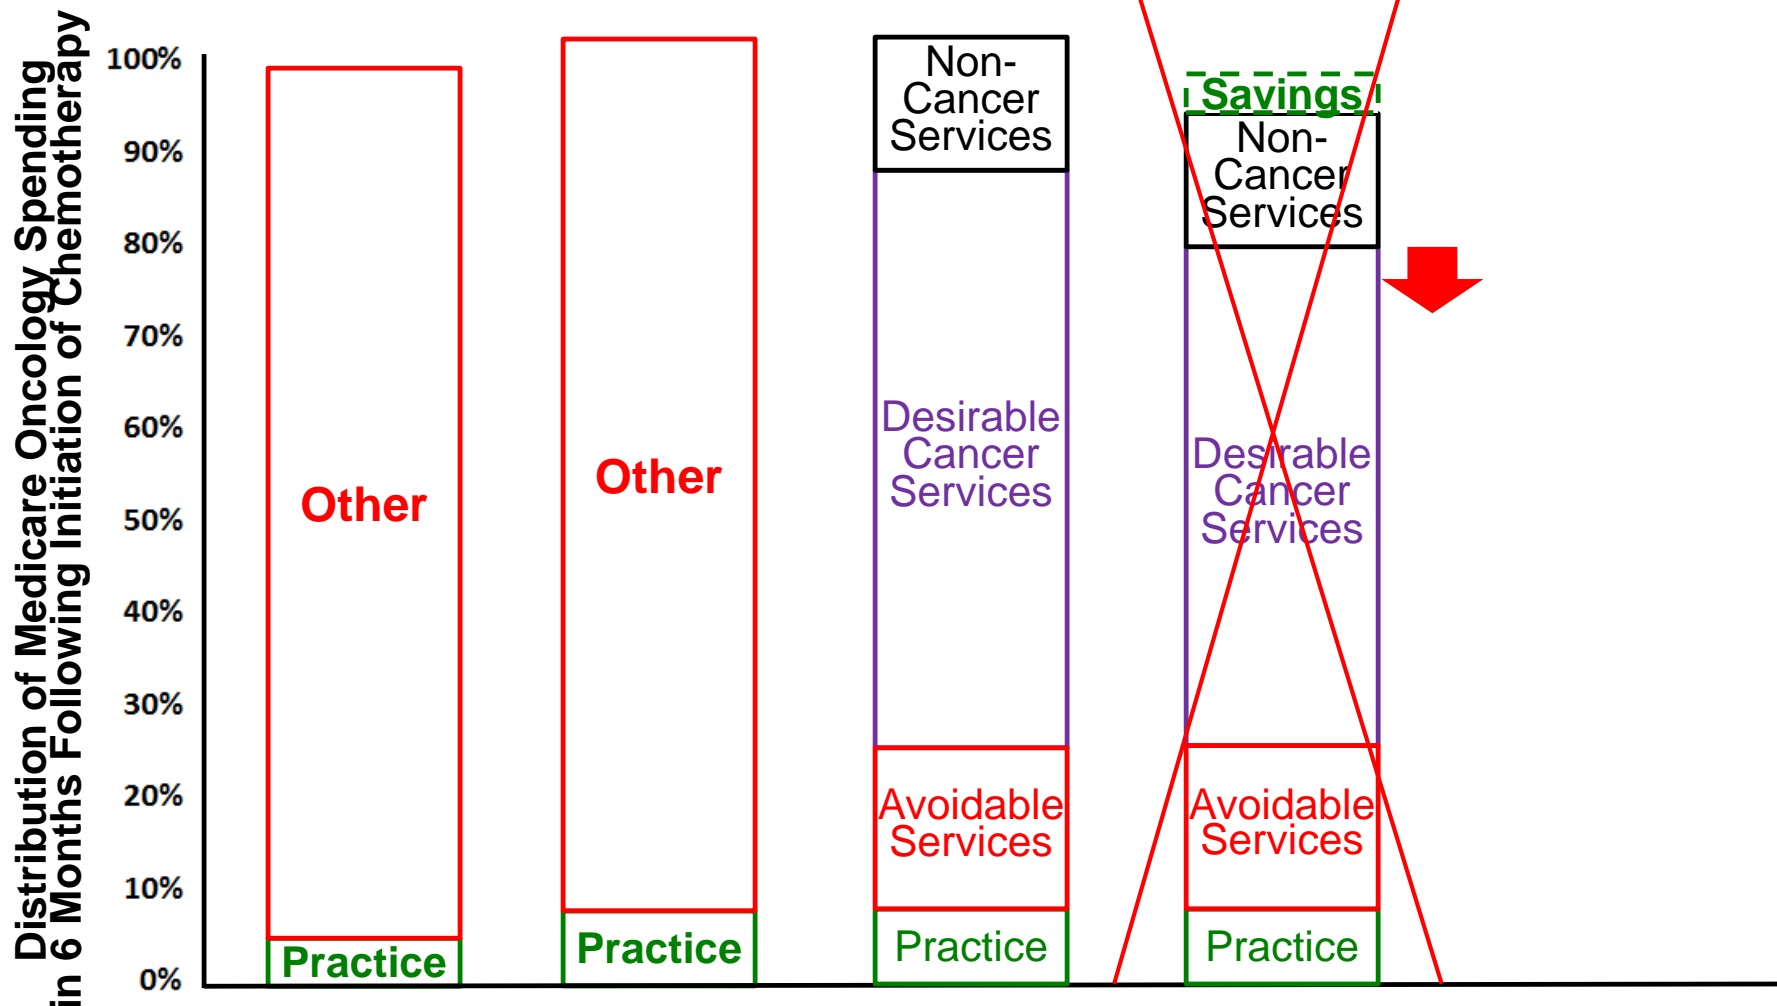 Distribution of Medicare Oncology Spending
in 6 Months Following Initiation of Chemotherapy
100%
90%
80%
70%
60%
50%
40%
30%
20%
10%
0%
Other
Practice
Other
Practice
Non-
Cancer
Services
Desirable
Cancer
Services
Avoidable
Services
Practice
Savings
Non-
Cancer
Services
Desirable
Cancer
Services
Avoidable
Services
Practice